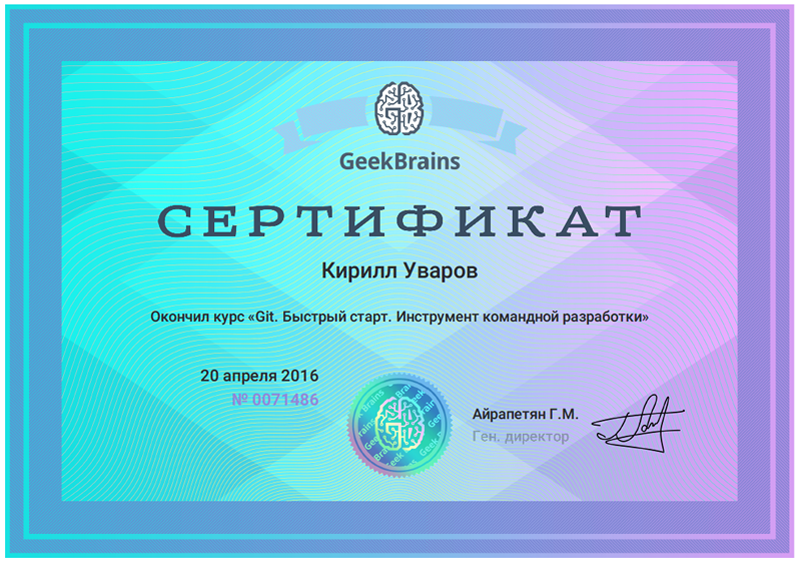 GeekBrains
СЕРТИФИКАТ
Кирилл Уваров
Окончил курс «Git. Быстрый старт. Инструмент командной разработки»
20 апреля 2016
№ 0071486
Айрапетян Г.М.
Ген. директор